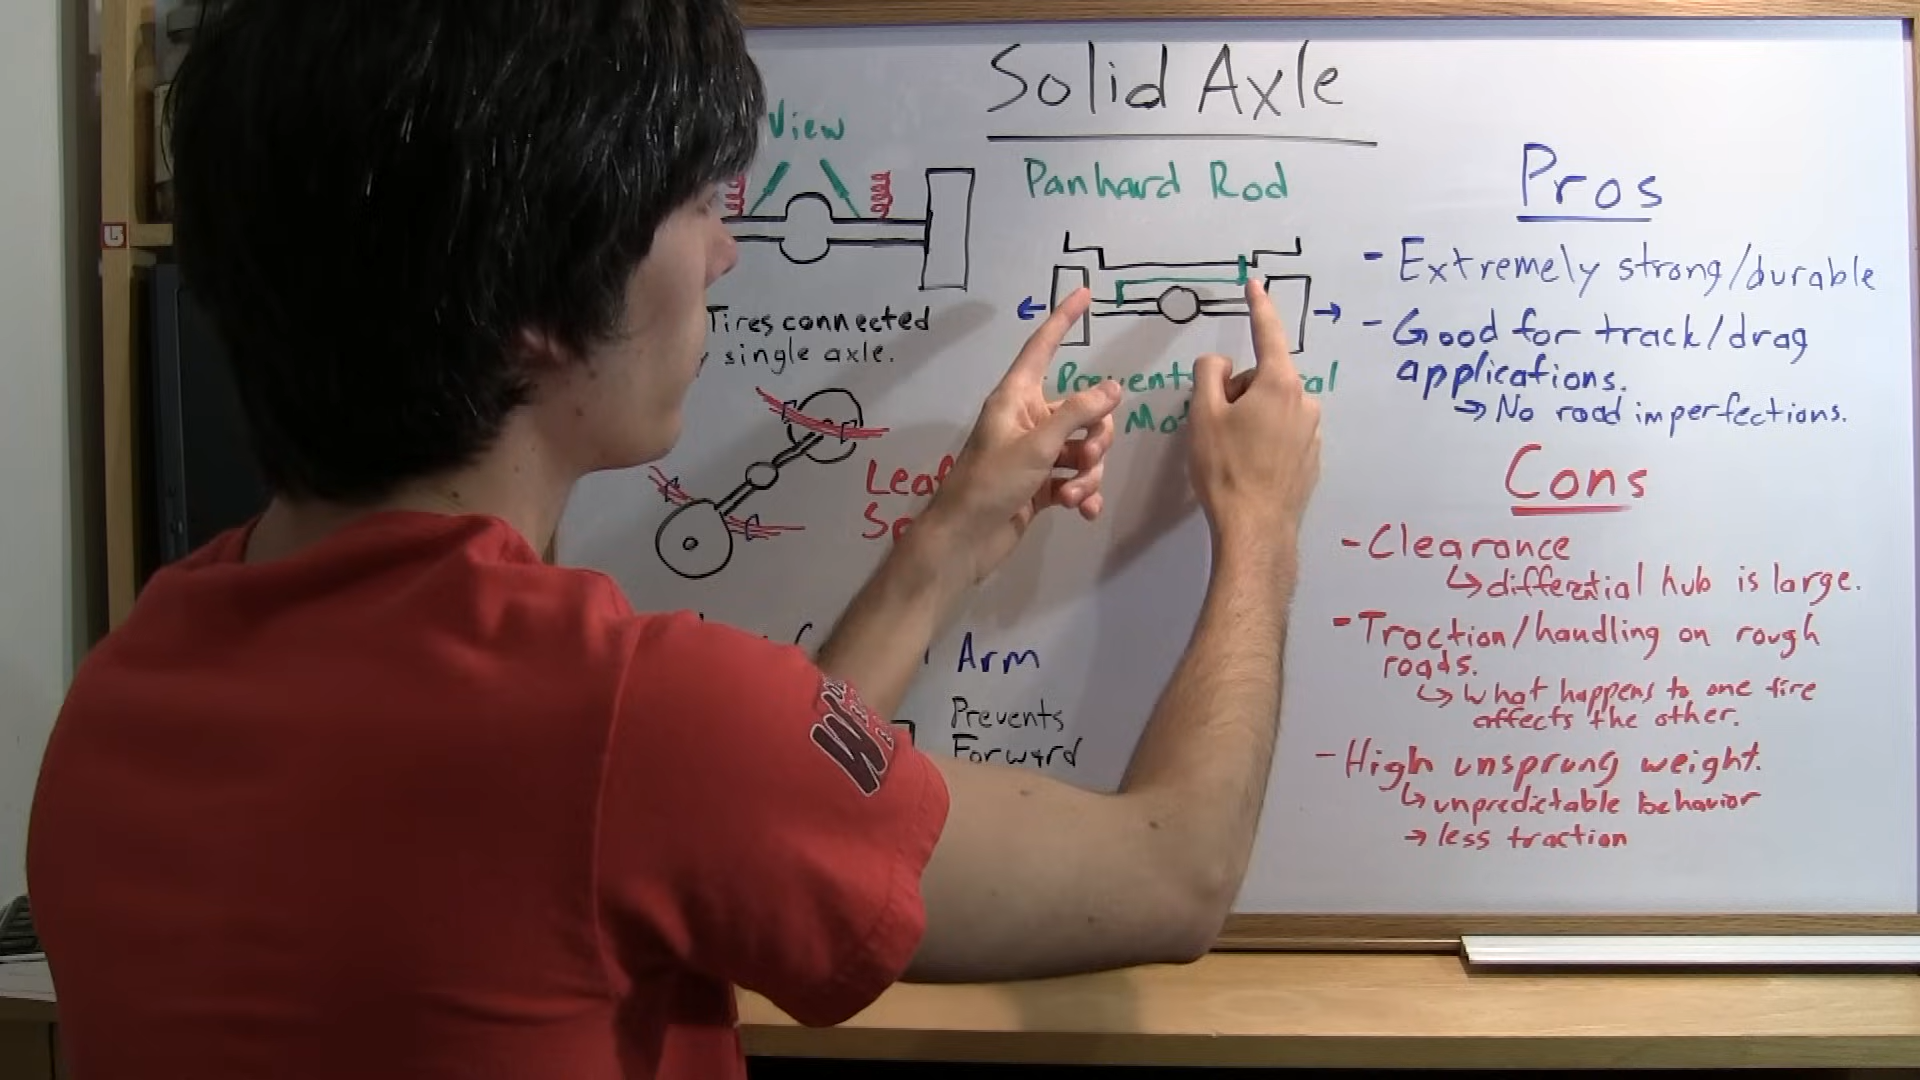 Solid Axle
View
Tires connected
single axle.
Panhard Rod
Prevents
Leaf
Arm
Prevents
Forward
Pros
- Extremely strong/durable
- Good for track/drag
applications.
→ No road imperfections.
Cons
- Clearance
↳ differential hub is large.
- Traction/handling on rough
roads.
↳ what happens to one tire
affects the other.
- High unsprung weight.
↳ unpredictable behavior
→ less traction